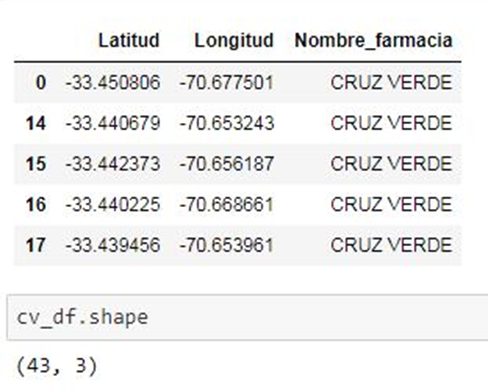 Latitud Longitud Nombre_farmacia
0 -33.450806 -70.677501 CRUZ VERDE
14 -33.440679 -70.653243 CRUZ VERDE
15 -33.442373 -70.656187 CRUZ VERDE
16 -33.440225 -70.668661 CRUZ VERDE
17 -33.439456 -70.653961 CRUZ VERDE
cv_df.shape
(43, 3)